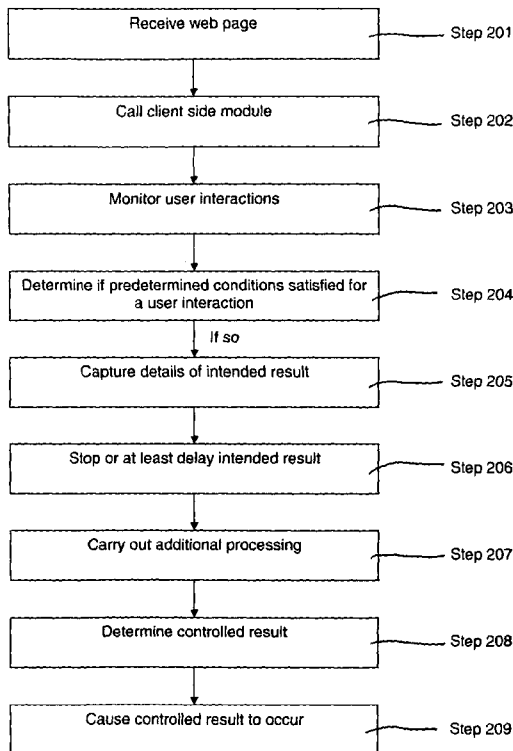 Receive web page
Step 201
Call client side module
Step 202
Monitor user interactions
Step 203
Determine if predetermined conditions satisfied for
a user interaction
Step 204
If so
Capture details of intended result
Step 205
Stop or at least delay intended result
Step 206
Carry out additional processing
Step 207
Determine controlled result
Step 208
Cause controlled result to occur
Step 209